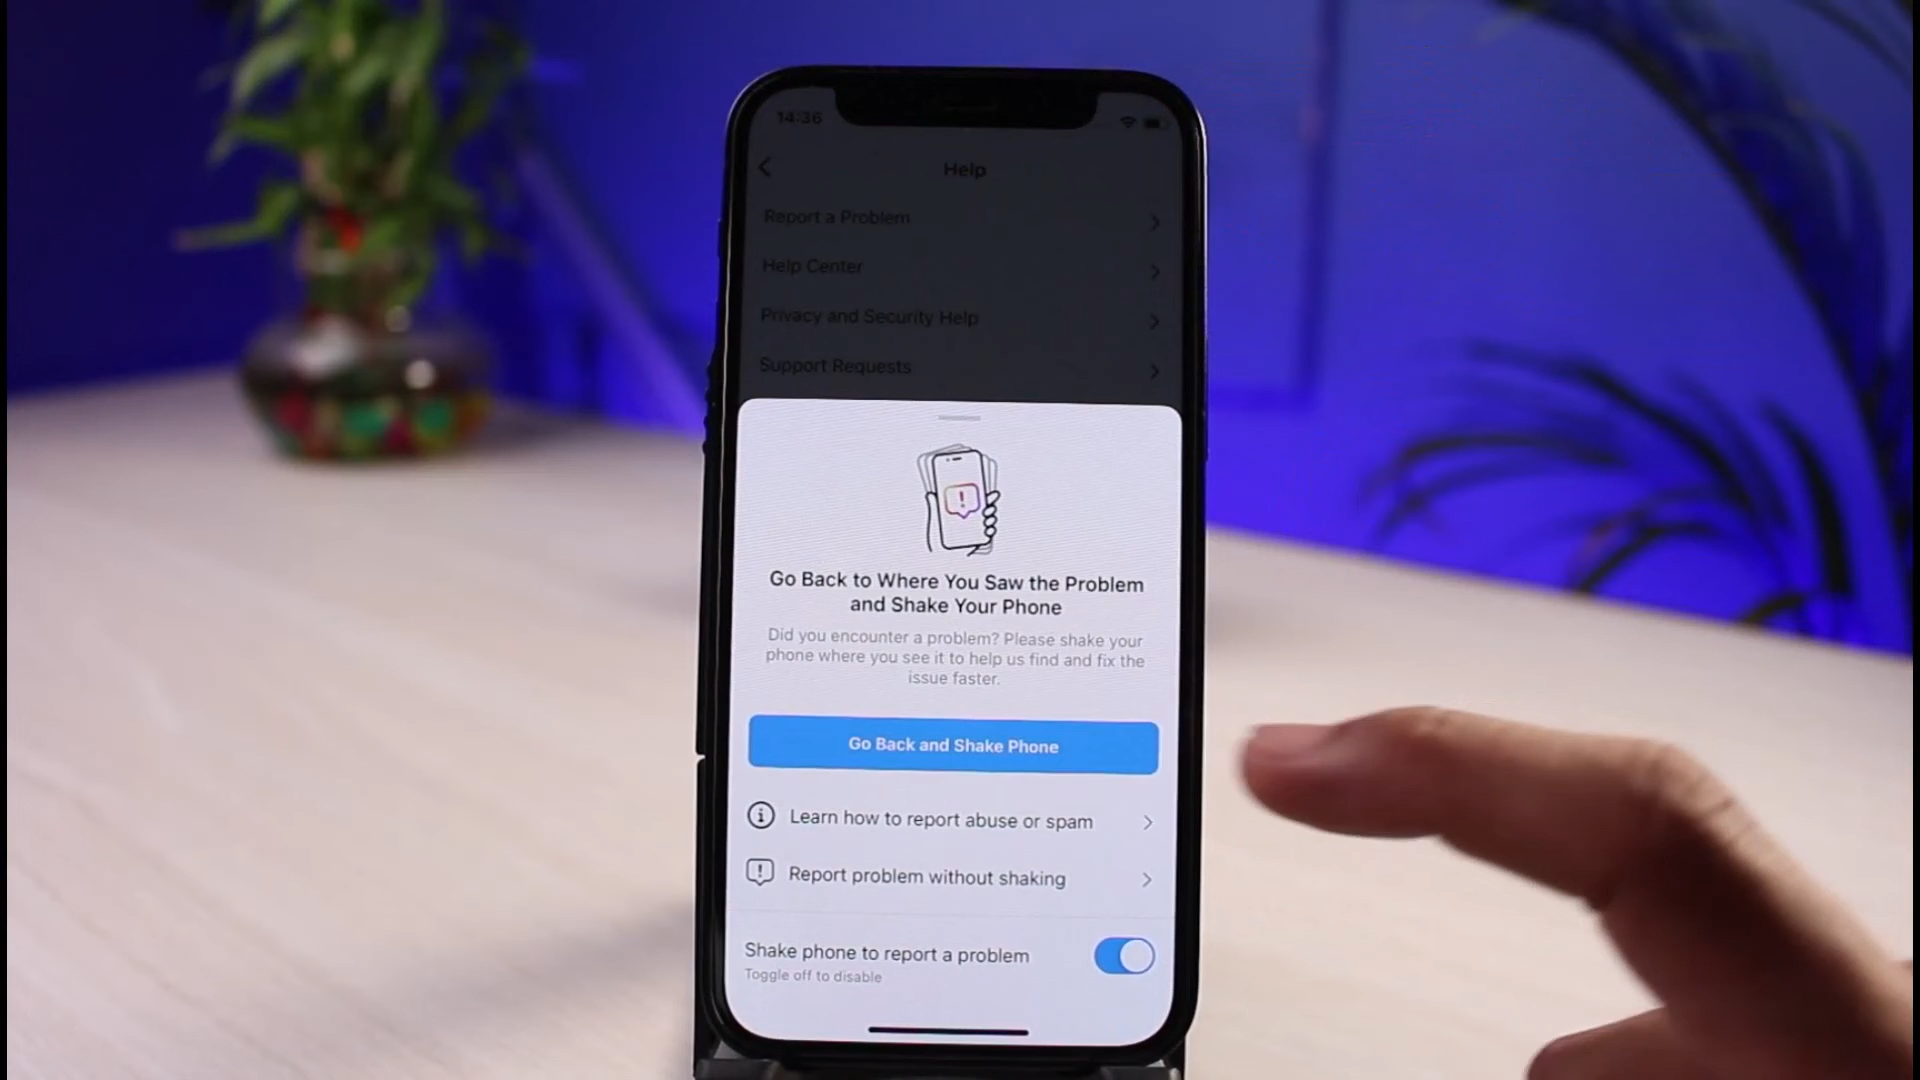 14:36
Help
Report a Problem
Help Center
Privacy and Security Help
Support Requests
Go Back to Where You Saw the Problem
and Shake Your Phone
Did you encounter a problem? Please shake your
phone where you see it to help us find and fix the
issue faster.
Go Back and Shake Phone
Learn how to report abuse or spam
Report problem without shaking
Shake phone to report a problem
Toggle off to disable